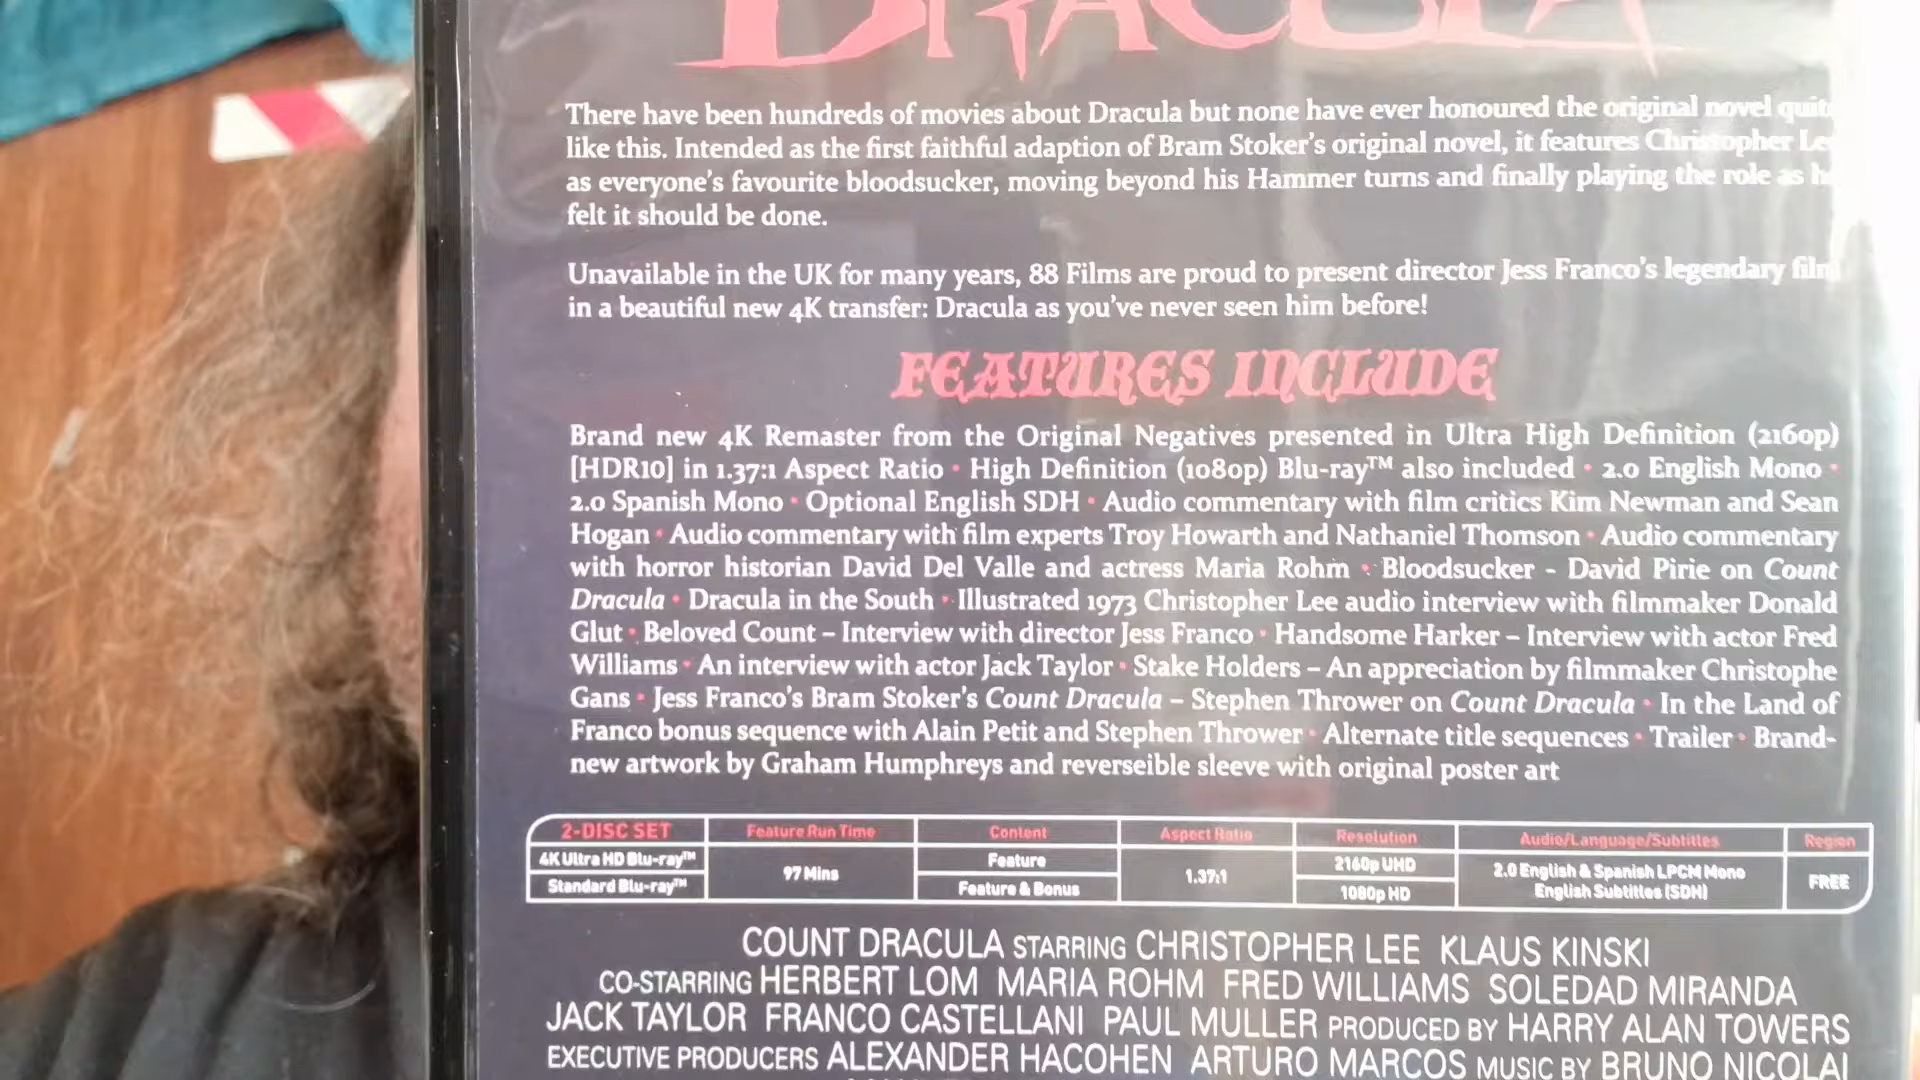 DRACULA
There have been hundreds of movies about Dracula but none have ever honoured the original novel quite
like this. Intended as the first faithful adaption of Bram Stoker's original novel, it features Christopher Lee
as everyone's favourite bloodsucker, moving beyond his Hammer turns and finally playing the role as he
felt it should be done.
Unavailable in the UK for many years, 88 Films are proud to present director Jess Franco's legendary film
in a beautiful new 4K transfer: Dracula as you've never seen him before!
FEATURES INCLUDE
Brand new 4K Remaster from the Original Negatives presented in Ultra High Definition (2160p)
[HDR10] in 1.37:1 Aspect Ratio • High Definition (1080p) Blu-ray™ also included • 2.0 English Mono •
2.0 Spanish Mono • Optional English SDH • Audio commentary with film critics Kim Newman and Sean
Hogan • Audio commentary with film experts Troy Howarth and Nathaniel Thomson • Audio commentary
with horror historian David Del Valle and actress Maria Rohm • Bloodsucker - David Pirie on Count
Dracula • Dracula in the South • Illustrated 1973 Christopher Lee audio interview with filmmaker Donald
Glut • Beloved Count – Interview with director Jess Franco • Handsome Harker – Interview with actor Fred
Williams • An interview with actor Jack Taylor • Stake Holders – An appreciation by filmmaker Christophe
Gans • Jess Franco's Bram Stoker's Count Dracula – Stephen Thrower on Count Dracula • In the Land of
Franco bonus sequence with Alain Petit and Stephen Thrower • Alternate title sequences • Trailer • Brand-
new artwork by Graham Humphreys and reverseible sleeve with original poster art
2-DISC SET Feature Run Time Content Aspect Ratio Resolution Audio/Language/Subtitles Region
4K Ultra HD Blu-ray™ 97 Mins Feature 1.37:1 2160p UHD 2.0 English & Spanish LPCM Mono FREE
Standard Blu-ray™ Feature & Bonus 1080p HD English Subtitles (SDH)
COUNT DRACULA STARRING CHRISTOPHER LEE KLAUS KINSKI
CO-STARRING HERBERT LOM MARIA ROHM FRED WILLIAMS SOLEDAD MIRANDA
JACK TAYLOR FRANCO CASTELLANI PAUL MULLER PRODUCED BY HARRY ALAN TOWERS
EXECUTIVE PRODUCERS ALEXANDER HACOHEN ARTURO MARCOS MUSIC BY BRUNO NICOLAI